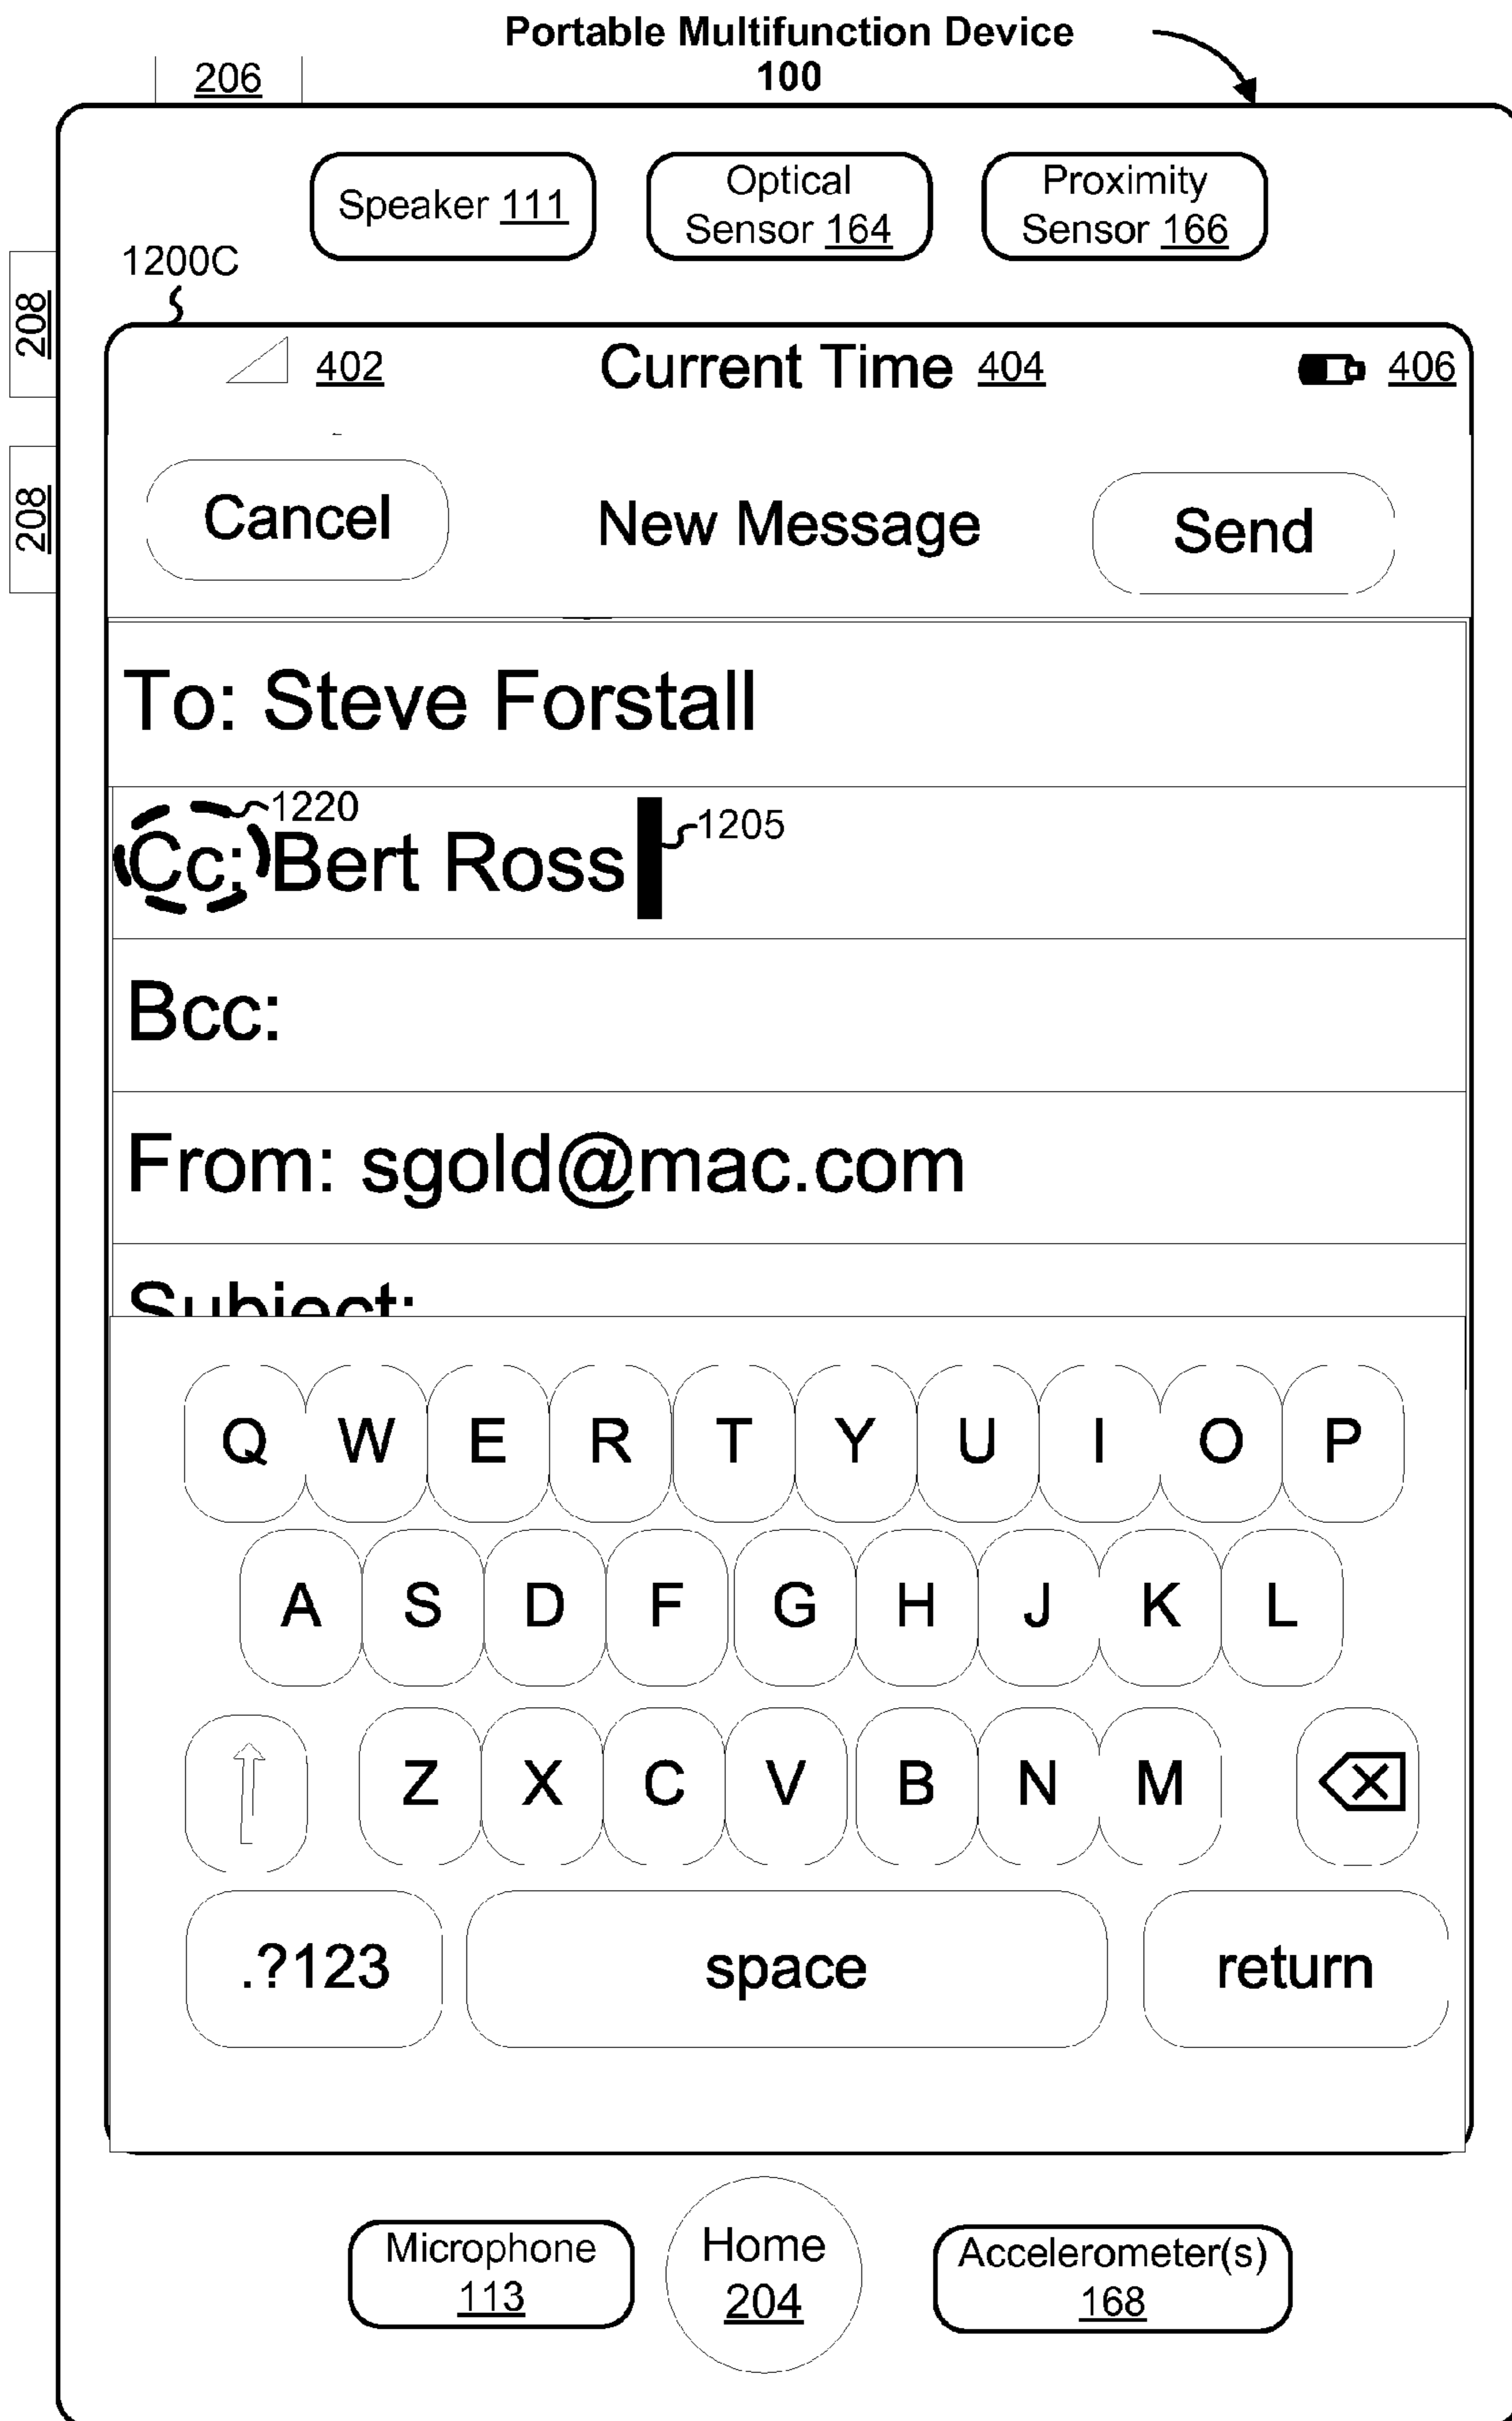 Portable Multifunction Device
100
206
Speaker 111
Optical
Sensor 164
Proximity
Sensor 166
1200C
208
208
402
Current Time 404
406
Cancel
New Message
Send
To: Steve Forstall
1220
1205
Cc: Bert Ross
Bcc:
From: sgold@mac.com
Subject:
Q W E R T Y U I O P
A S D F G H J K L
Z X C V B N M
.?123 space return
Microphone
113
Home
204
Accelerometer(s)
168